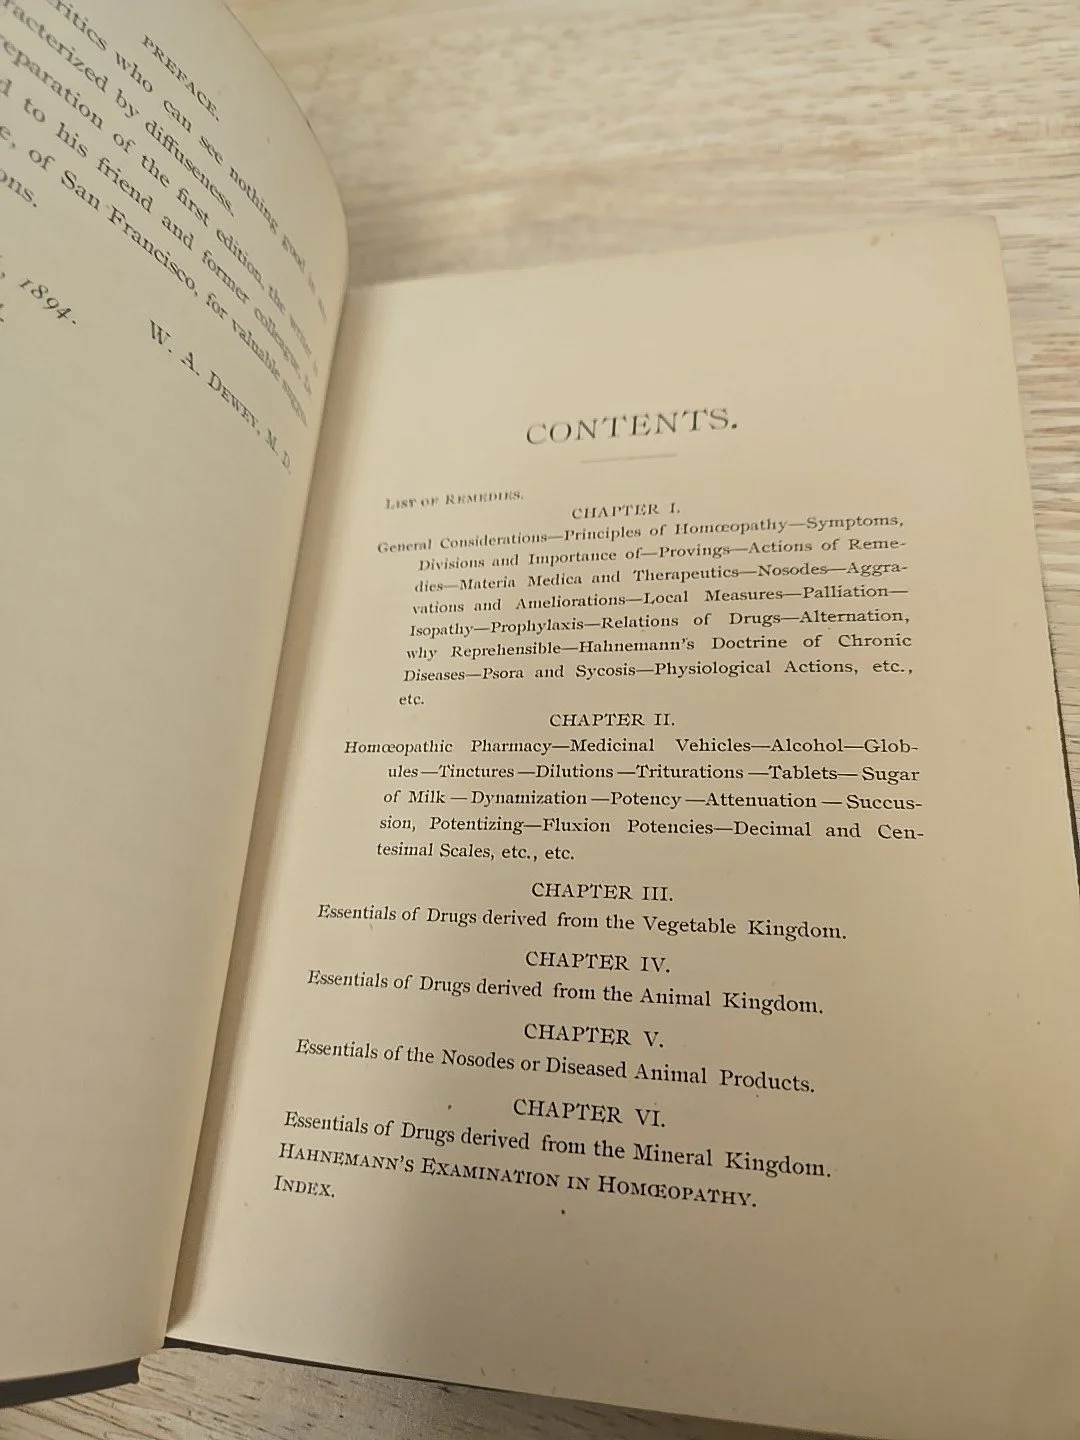 PREFACE.
critics who can see nothing good in
characterized by diffuseness.
preparation of the first edition, the writer is
to his friend and former colleague,
of San Francisco, for valuable
1894.
W. A. DEWEY, M. D.
CONTENTS.
LIST OF REMEDIES.
CHAPTER I.
General Considerations—Principles of Homœopathy—Symptoms,
Divisions and Importance of—Provings—Actions of Reme-
dies—Materia Medica and Therapeutics—Nosodes—Aggra-
vations and Ameliorations—Local Measures—Palliation—
Isopathy—Prophylaxis—Relations of Drugs—Alternation,
why Reprehensible—Hahnemann's Doctrine of Chronic
Diseases—Psora and Sycosis—Physiological Actions, etc.,
etc.
CHAPTER II.
Homœopathic Pharmacy—Medicinal Vehicles—Alcohol—Glob-
ules—Tinctures—Dilutions—Triturations—Tablets—Sugar
of Milk—Dynamization—Potency—Attenuation—Succus-
sion, Potentizing—Fluxion Potencies—Decimal and Cen-
tesimal Scales, etc., etc.
CHAPTER III.
Essentials of Drugs derived from the Vegetable Kingdom.
CHAPTER IV.
Essentials of Drugs derived from the Animal Kingdom.
CHAPTER V.
Essentials of the Nosodes or Diseased Animal Products.
CHAPTER VI.
Essentials of Drugs derived from the Mineral Kingdom.
HAHNEMANN'S EXAMINATION IN HOMŒOPATHY.
INDEX.